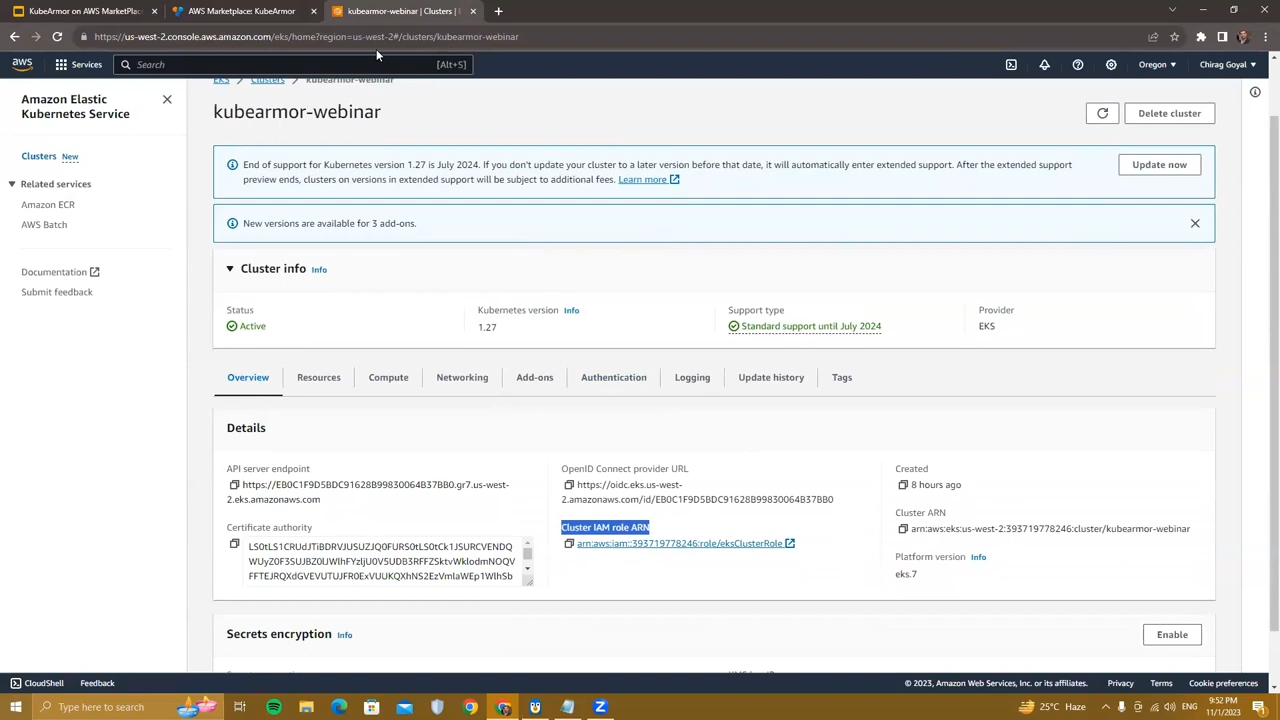 KubeArmor on AWS MarketPlac
AWS Marketplace: KubeArmor
kubearmor-webinar | Clusters |
https://us-west-2.console.aws.amazon.com/eks/home?region=us-west-2#/clusters/kubearmor-webinar
aws
Services
Search
[Alt+S]
Oregon
Chirag Goyal
Amazon Elastic
Kubernetes Service
Clusters New
Related services
Amazon ECR
AWS Batch
Documentation
Submit feedback
EKS > Clusters > kubearmor-webinar
kubearmor-webinar
Delete cluster
End of support for Kubernetes version 1.27 is July 2024. If you don't update your cluster to a later version before that date, it will automatically enter extended support. After the extended support
preview ends, clusters on versions in extended support will be subject to additional fees. Learn more
Update now
New versions are available for 3 add-ons.
Cluster info Info
Status
Active
Kubernetes version Info
1.27
Support type
Standard support until July 2024
Provider
EKS
Overview
Resources
Compute
Networking
Add-ons
Authentication
Logging
Update history
Tags
Details
API server endpoint
https://EB0C1F9D5BDC91628B99830064B37BB0.gr7.us-west-
2.eks.amazonaws.com
Certificate authority
OpenID Connect provider URL
https://oidc.eks.us-west-
2.amazonaws.com/id/EB0C1F9D5BDC91628B99830064B37BB0
Cluster IAM role ARN
arn:aws:iam::393719778246:role/eksClusterRole
Created
8 hours ago
Cluster ARN
arn:aws:eks:us-west-2:393719778246:cluster/kubearmor-webinar
Platform version Info
eks.7
Secrets encryption Info
Enable
CloudShell
Feedback
© 2023, Amazon Web Services, Inc. or its affiliates.
Privacy
Terms
Cookie preferences
Type here to search
25°C Haze
9:52 PM
11/1/2023